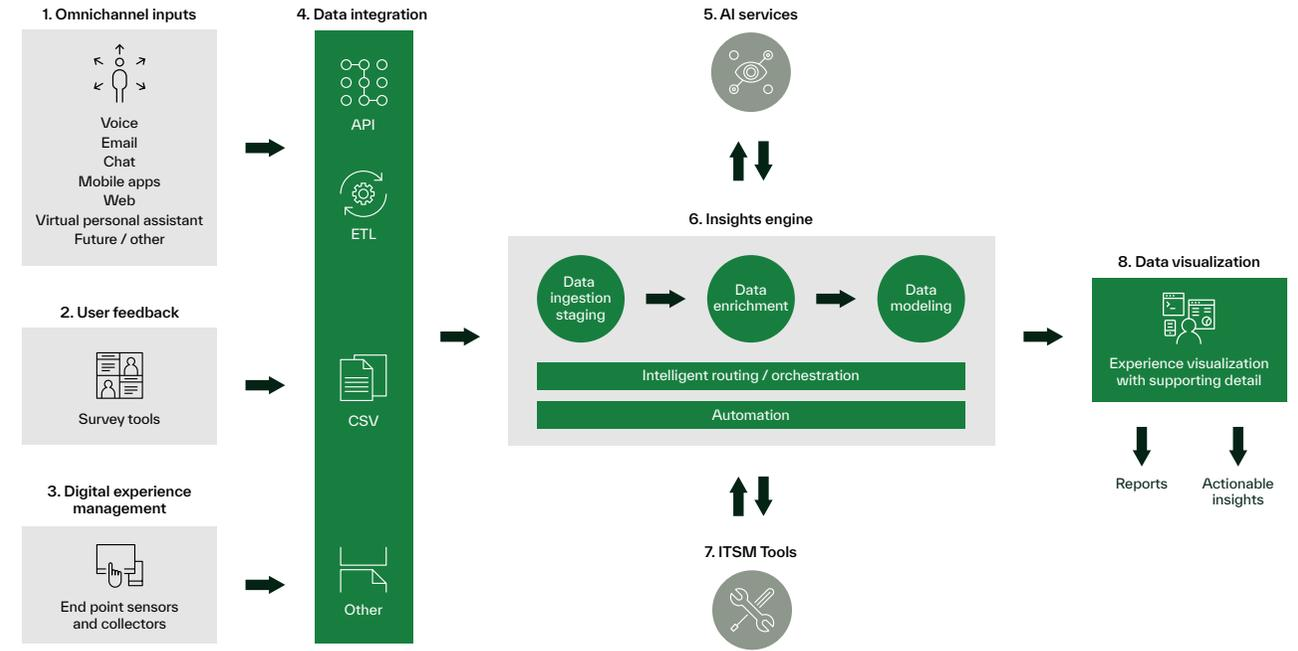 1. Omnichannel inputs
Voice
Email
Chat
Mobile apps
Web
Virtual personal assistant
Future / other
2. User feedback
Survey tools
3. Digital experience
management
End point sensors
and collectors
4. Data integration
API
ETL
CSV
Other
5. AI services
6. Insights engine
Data
ingestion
staging
Data
enrichment
Data
modeling
Intelligent routing / orchestration
Automation
7. ITSM Tools
8. Data visualization
Experience visualization
with supporting detail
Reports
Actionable
insights